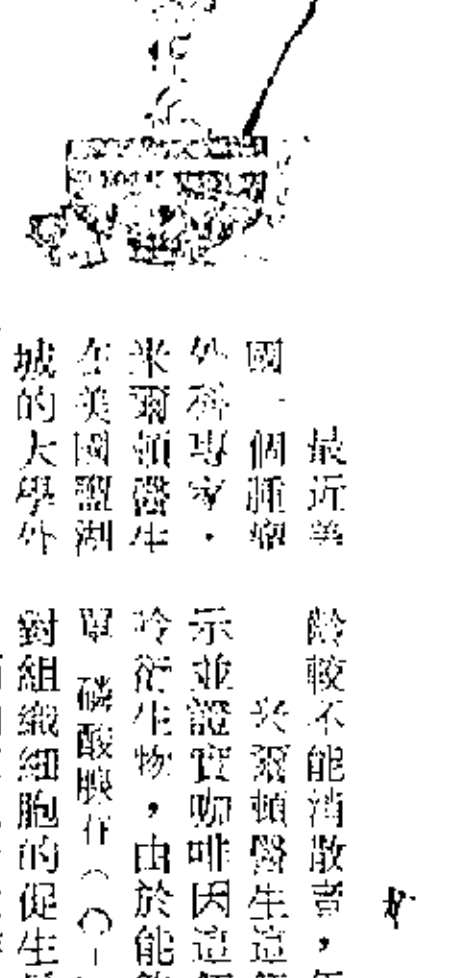 最近美
國一個腫瘤
外科專家·
米爾頓醫生
在美國鹽湖
城的大學外
齡較不能消散者,
米爾頓醫生這
示並證實咖啡因這
呤衍生物,由於能
單磷酸腺苷(
對組織細胞的促生